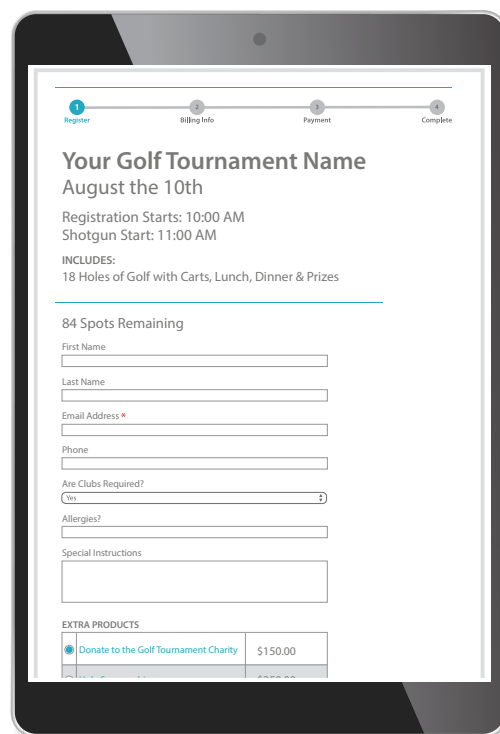 1 2 3 4
Register Billing Info Payment Complete
Your Golf Tournament Name
August the 10th
Registration Starts: 10:00 AM
Shotgun Start: 11:00 AM
INCLUDES:
18 Holes of Golf with Carts, Lunch, Dinner & Prizes
84 Spots Remaining
First Name
Last Name
Email Address *
Phone
Are Clubs Required?
Yes
Allergies?
Special Instructions
EXTRA PRODUCTS
Donate to the Golf Tournament Charity $150.00